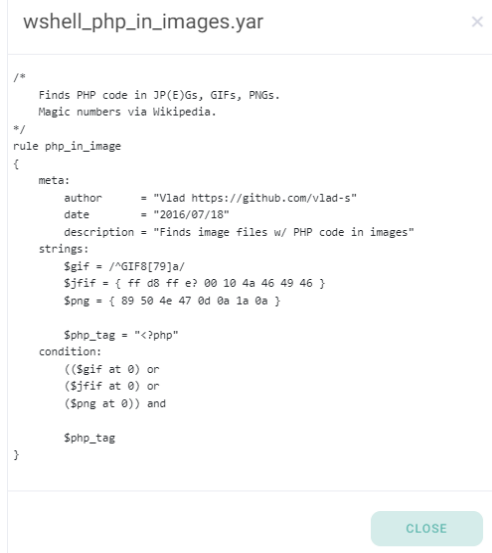 wshell_php_in_images.yar
×
/*
    Finds PHP code in JP(E)Gs, GIFs, PNGs.
    Magic numbers via Wikipedia.
*/
rule php_in_image
{
    meta:
        author      = "Vlad https://github.com/vlad-s"
        date        = "2016/07/18"
        description = "Finds image files w/ PHP code in images"
    strings:
        $gif = /^GIF8[79]a/
        $jfif = { ff d8 ff e? 00 10 4a 46 49 46 }
        $png = { 89 50 4e 47 0d 0a 1a 0a }

        $php_tag = "<?php"
    condition:
        (($gif at 0) or
        ($jfif at 0) or
        ($png at 0)) and

        $php_tag
}
CLOSE